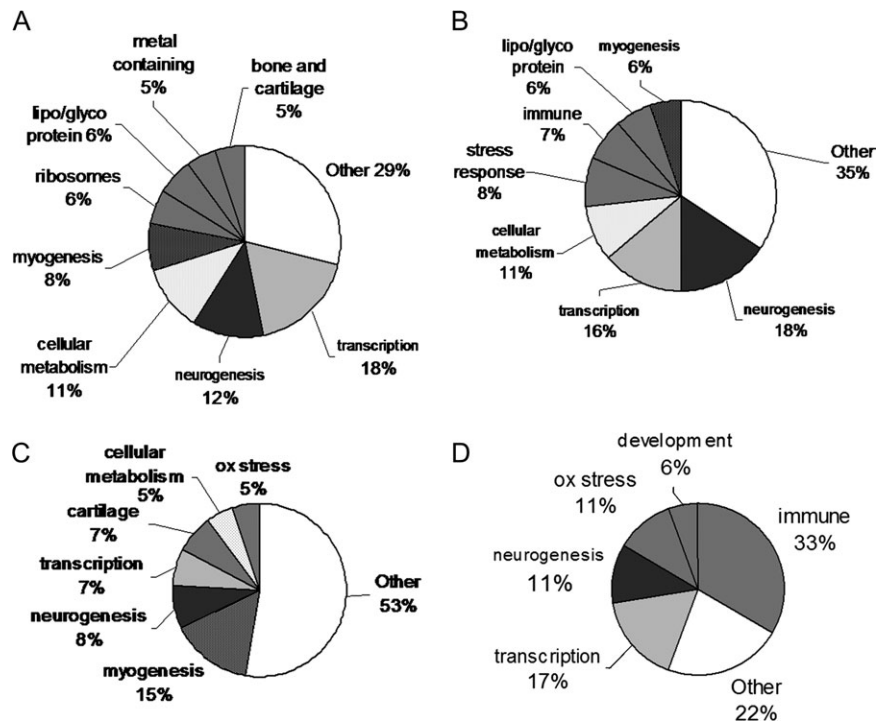 A
metal
containing
5%
bone and
cartilage
5%
lipo/glyco
protein 6%
Other 29%
ribosomes
6%
myogenesis
8%
cellular
metabolism
11%
neurogenesis
12%
transcription
18%
B
lipo/glyco
protein
6%
myogenesis
6%
immune
7%
stress
response
8%
Other
35%
cellular
metabolism
11%
transcription
16%
neurogenesis
18%
C
cellular
metabolism
5%
ox stress
5%
cartilage
7%
transcription
7%
Other
53%
neurogenesis
8%
myogenesis
15%
D
development
6%
ox stress
11%
immune
33%
neurogenesis
11%
transcription
17%
Other
22%